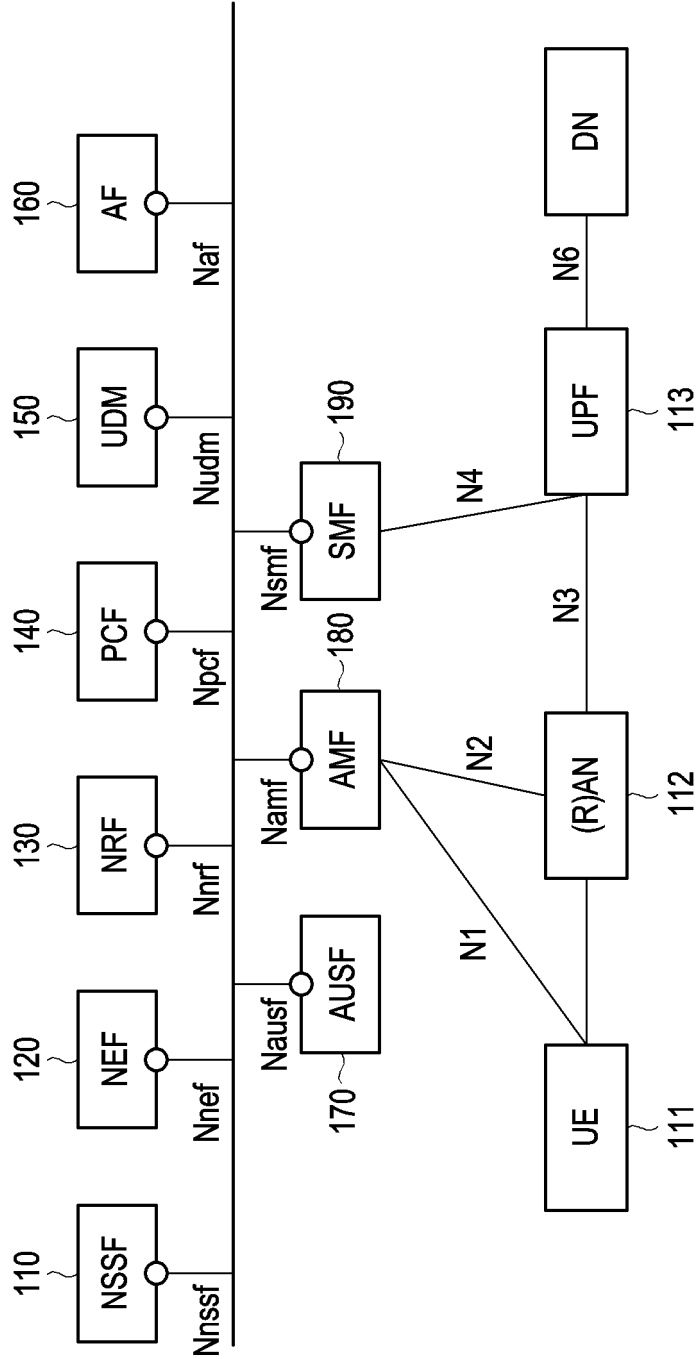 110
120
130
140
150
160
NSSF
NEF
NRF
PCF
UDM
AF
Nnssf
Nnef
Nnrf
Npcf
Nudm
Naf
Nausf
Namf
Nsmf
AUSF
AMF
SMF
170
180
190
N1
N2
N4
UE
(R)AN
N3
UPF
N6
DN
111
112
113